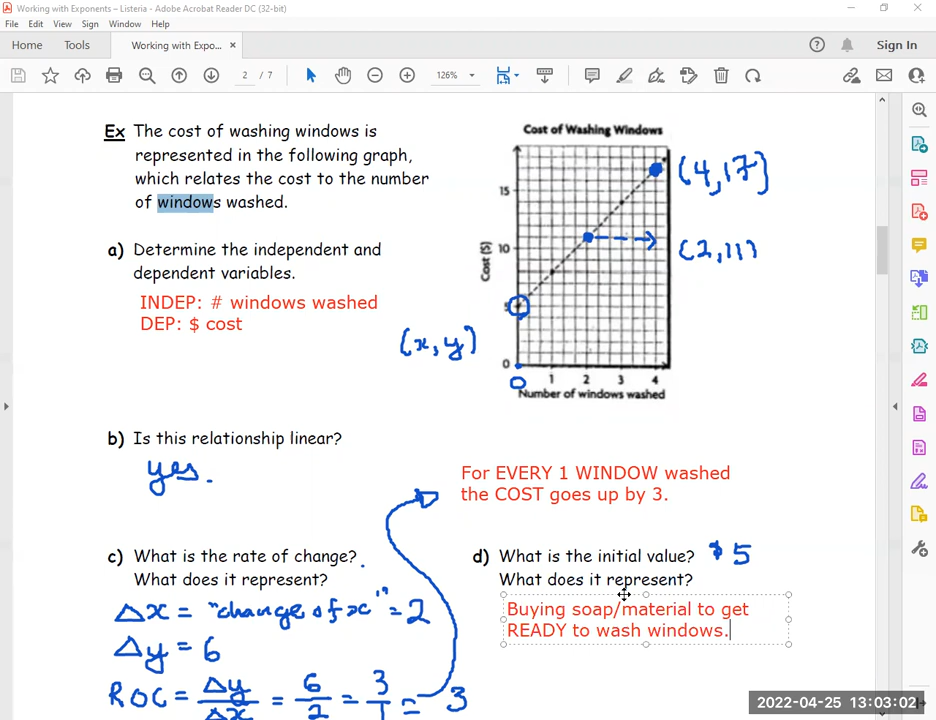 Working with Exponents – Listeria - Adobe Acrobat Reader DC (32-bit)
File Edit View Sign Window Help
Home Tools Working with Expo... × Sign In
2 / 7 126%
Ex The cost of washing windows is
represented in the following graph,
which relates the cost to the number
of windows washed.
a) Determine the independent and
dependent variables.
INDEP: # windows washed
DEP: $ cost
Cost of Washing Windows
Cost ($)
15
10
5
0
0
1 2 3 4
Number of windows washed
(4,17)
(2,11)
(x,y)
b) Is this relationship linear?
yes.
For EVERY 1 WINDOW washed
the COST goes up by 3.
c) What is the rate of change?
What does it represent?
Δx = "change of x" = 2
Δy = 6
ROC = Δy/Δx = 6/2 = 3/1 = 3
d) What is the initial value? $5
What does it represent?
Buying soap/material to get
READY to wash windows.
2022-04-25 13:03:02